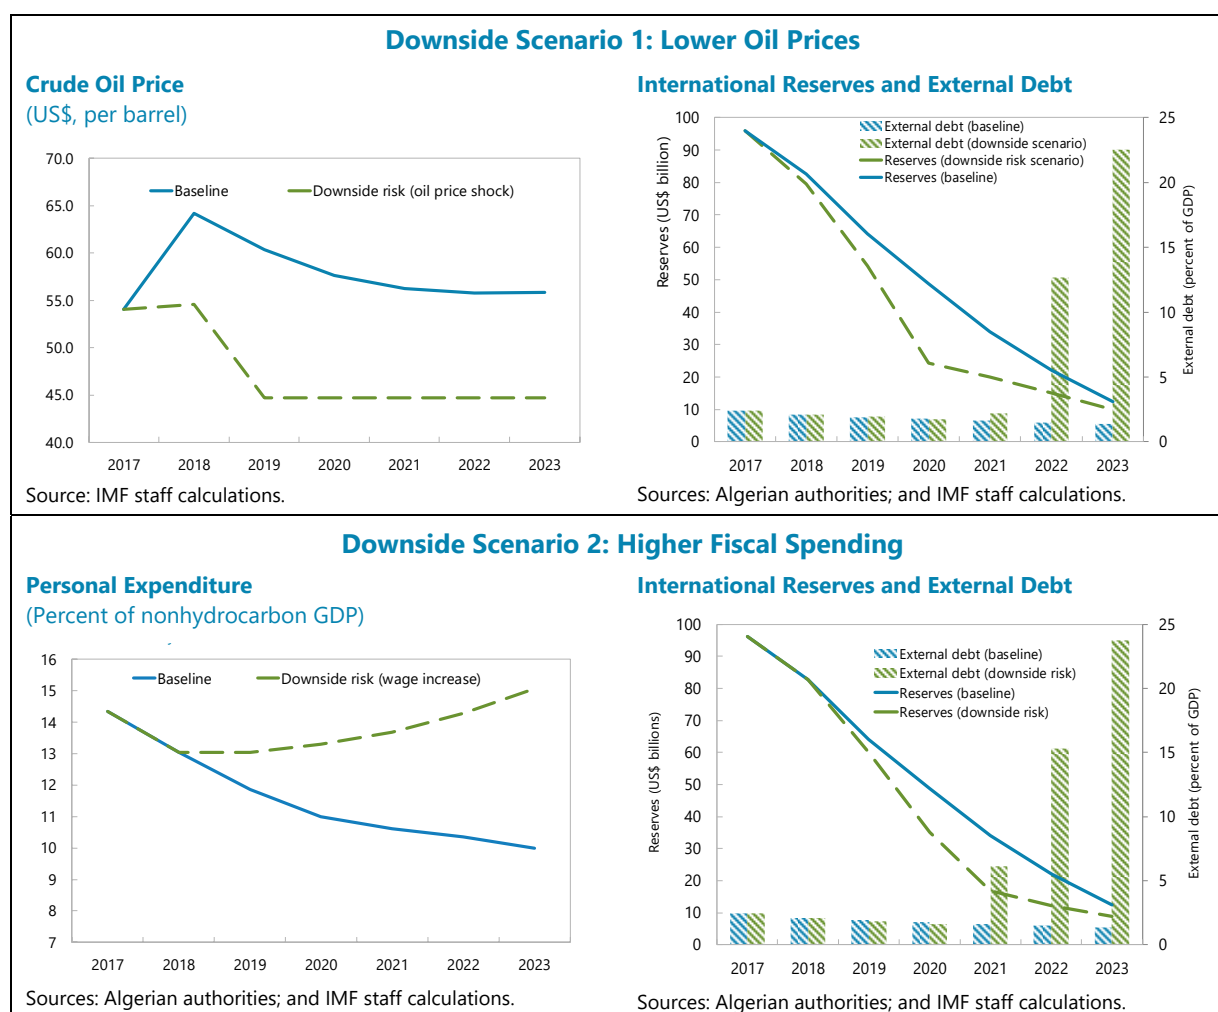 Downside Scenario 1: Lower Oil Prices
Crude Oil Price
(US$, per barrel)
70.0
65.0
60.0
55.0
50.0
45.0
40.0
Baseline
Downside risk (oil price shock)
2017 2018 2019 2020 2021 2022 2023
Source: IMF staff calculations.
International Reserves and External Debt
Reserves (US$ billion)
100
90
80
70
60
50
40
30
20
10
0
External debt (baseline)
External debt (downside scenario)
Reserves (downside risk scenario)
Reserves (baseline)
25
20
15
10
5
0
External debt (percent of GDP)
2017 2018 2019 2020 2021 2022 2023
Sources: Algerian authorities; and IMF staff calculations.
Downside Scenario 2: Higher Fiscal Spending
Personal Expenditure
(Percent of nonhydrocarbon GDP)
16
15
14
13
12
11
10
9
8
7
Baseline
Downside risk (wage increase)
2017 2018 2019 2020 2021 2022 2023
Sources: Algerian authorities; and IMF staff calculations.
International Reserves and External Debt
Reserves (US$ billions)
100
90
80
70
60
50
40
30
20
10
0
External debt (baseline)
External debt (downside risk)
Reserves (baseline)
Reserves (downside risk)
25
20
15
10
5
0
External debt (percent of GDP)
2017 2018 2019 2020 2021 2022 2023
Sources: Algerian authorities; and IMF staff calculations.